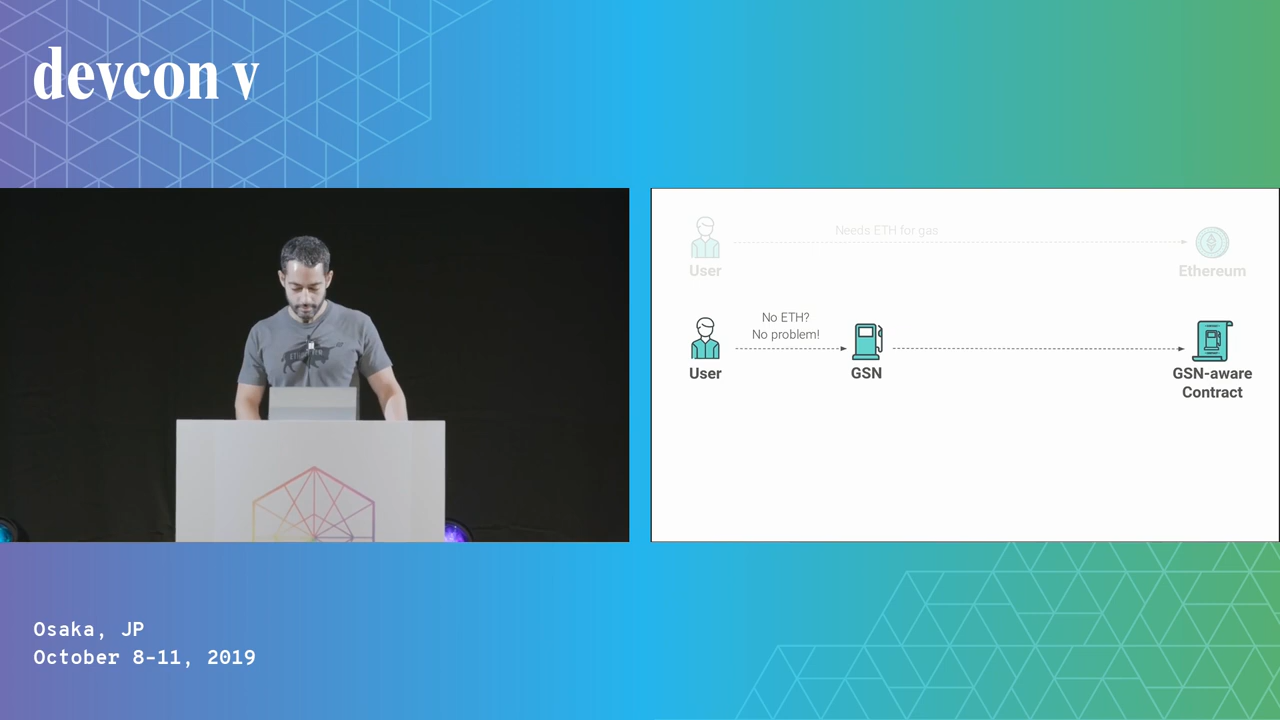 devcon v
Needs ETH for gas
User
Ethereum
No ETH?
No problem!
User
GSN
GSN-aware
Contract
Osaka, JP
October 8-11, 2019